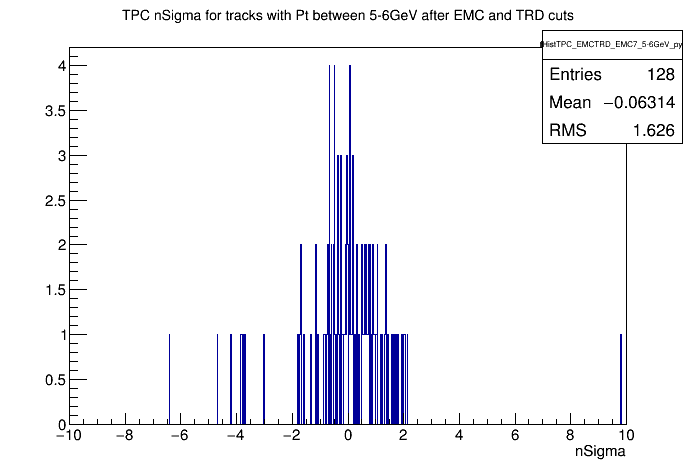 TPC nSigma for tracks with Pt between 5-6GeV after EMC and TRD cuts
HistTPC_EMCTRD_EMC7_5-6GeV_py
Entries 128
Mean −0.06314
RMS 1.626
4
3.5
3
2.5
2
1.5
1
0.5
0
−10 −8 −6 −4 −2 0 2 4 6 8 10
nSigma